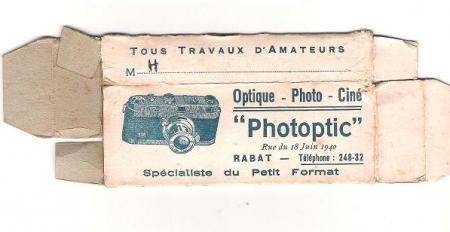 TOUS TRAVAUX D'AMATEURS
M H
Optique - Photo - Ciné
"Photoptic"
Rue du 18 Juin 1940
RABAT — Téléphone : 248-32
Spécialiste du Petit Format